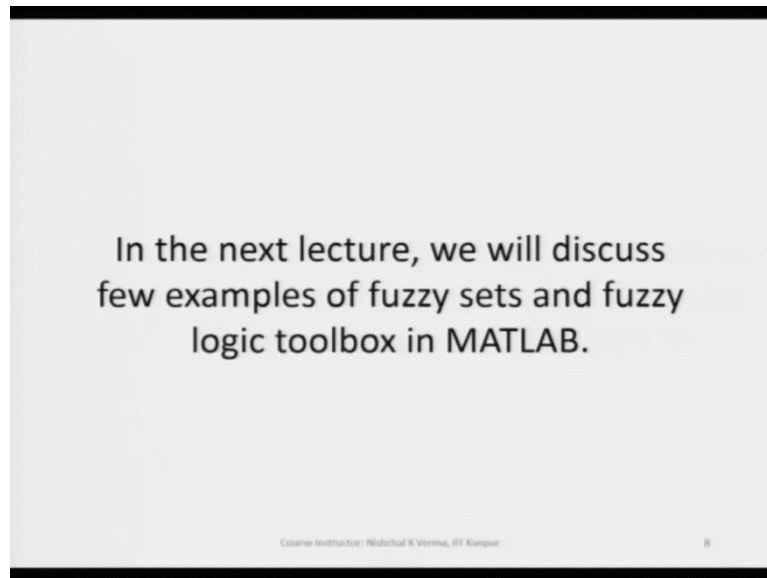 In the next lecture, we will discuss
few examples of fuzzy sets and fuzzy
logic toolbox in MATLAB.
Course Instructor: Nishchal K Verma, IIT Kanpur
8